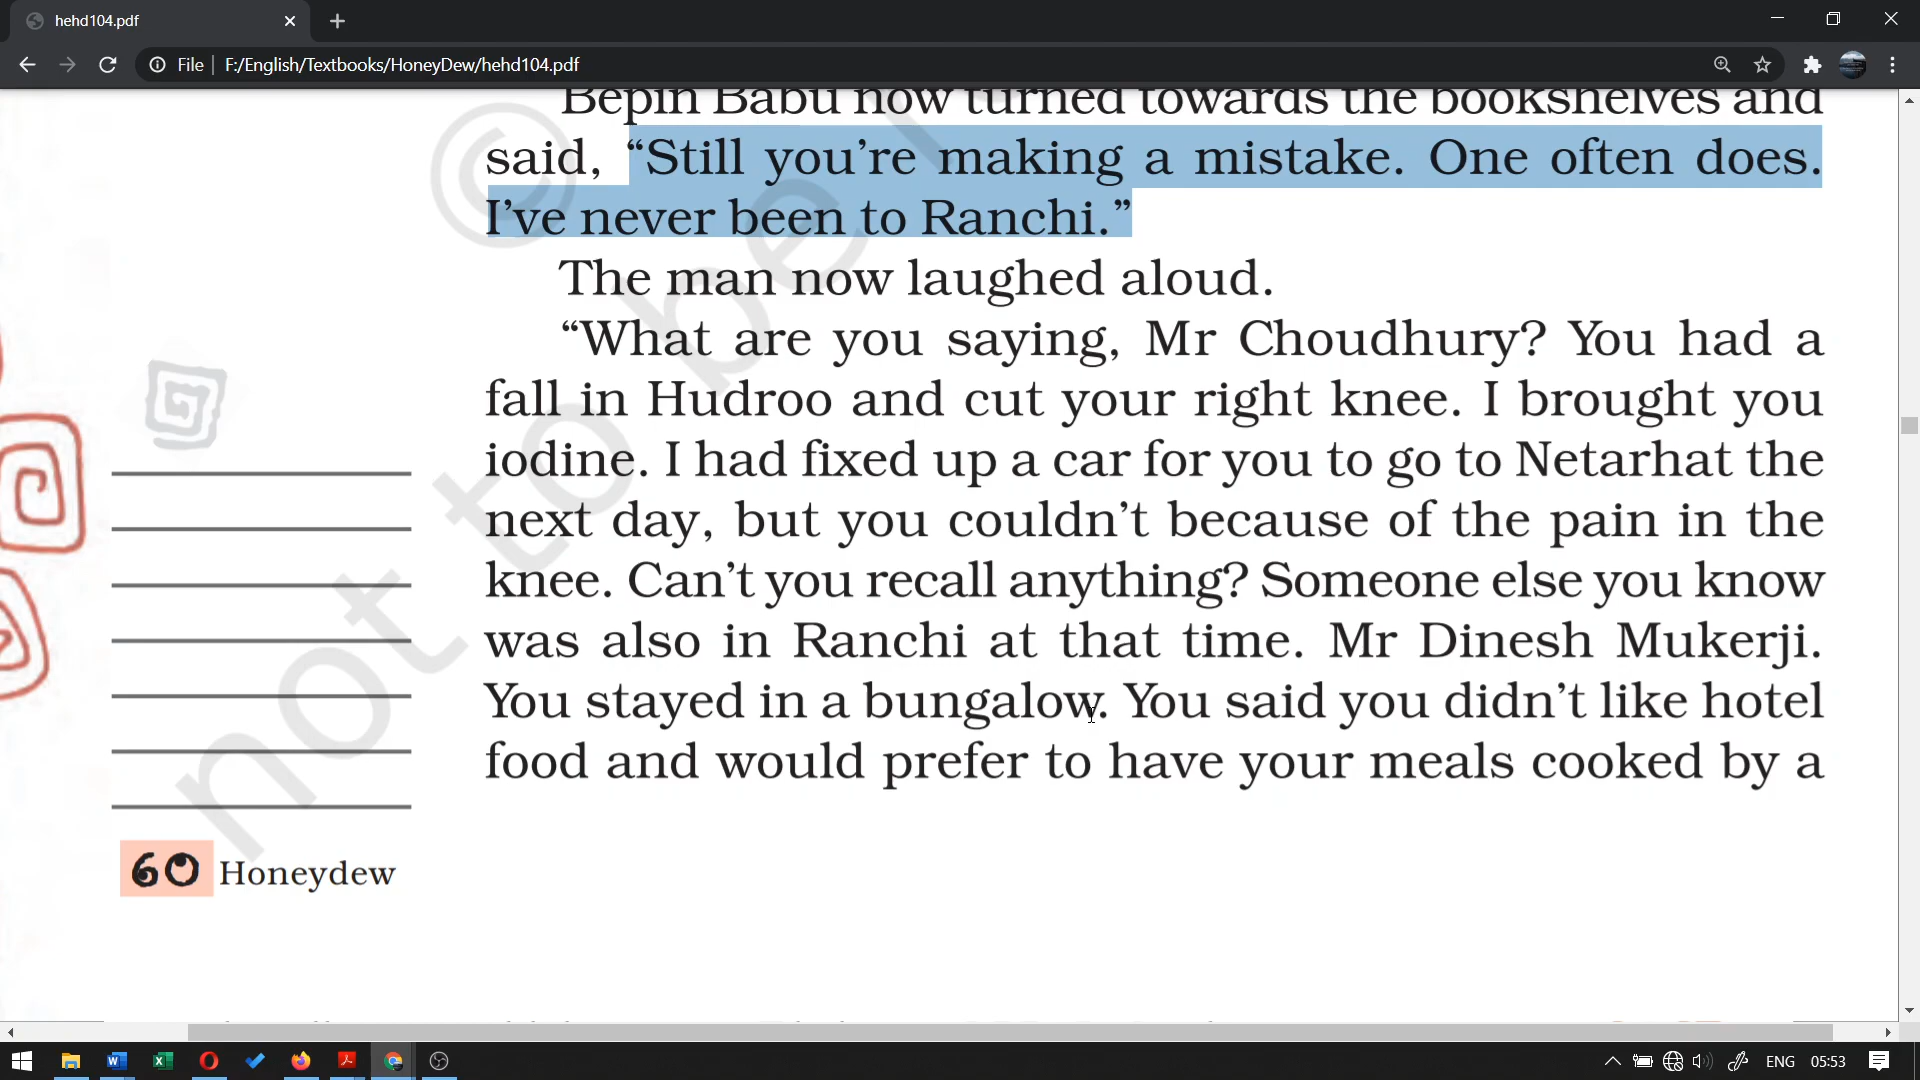 hehd104.pdf
File F:/English/Textbooks/HoneyDew/hehd104.pdf
Bepin Babu now turned towards the bookshelves and
said, “Still you’re making a mistake. One often does.
I’ve never been to Ranchi.”
The man now laughed aloud.
“What are you saying, Mr Choudhury? You had a
fall in Hudroo and cut your right knee. I brought you
iodine. I had fixed up a car for you to go to Netarhat the
next day, but you couldn’t because of the pain in the
knee. Can’t you recall anything? Someone else you know
was also in Ranchi at that time. Mr Dinesh Mukerji.
You stayed in a bungalow. You said you didn’t like hotel
food and would prefer to have your meals cooked by a
© not to be
60 Honeydew
ENG 05:53